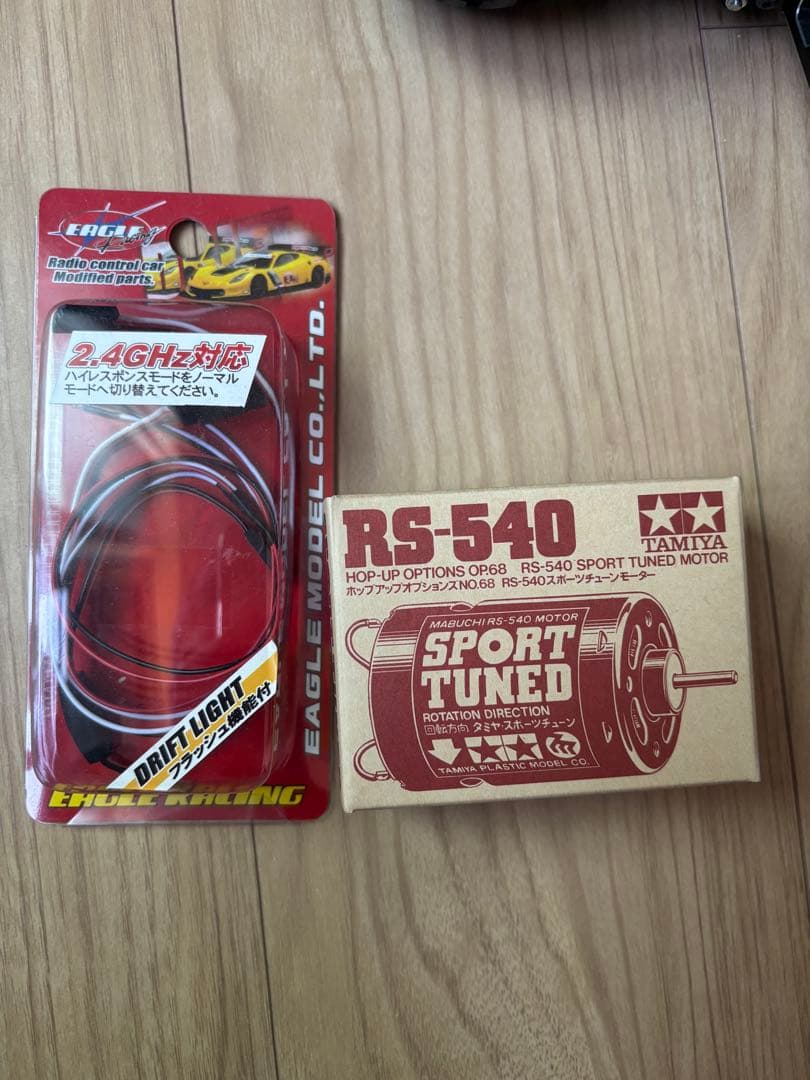 EAGLE
Racing
Radio control car
Modified parts.
2.4GHz対応
ハイレスポンスモードをノーマル
モードへ切り替えてください。
EAGLE MODEL CO.,LTD.
DRIFT LIGHT
フラッシュ機能付
EAGLE RACING
RS-540
TAMIYA
HOP-UP OPTIONS OP.68 RS-540 SPORT TUNED MOTOR
ホップアップオプションズNO.68 RS-540スポーツチューンモーター
MABUCHI RS-540 MOTOR
SPORT
TUNED
ROTATION DIRECTION
回転方向 タミヤ・スポーツチューン
TAMIYA PLASTIC MODEL CO.